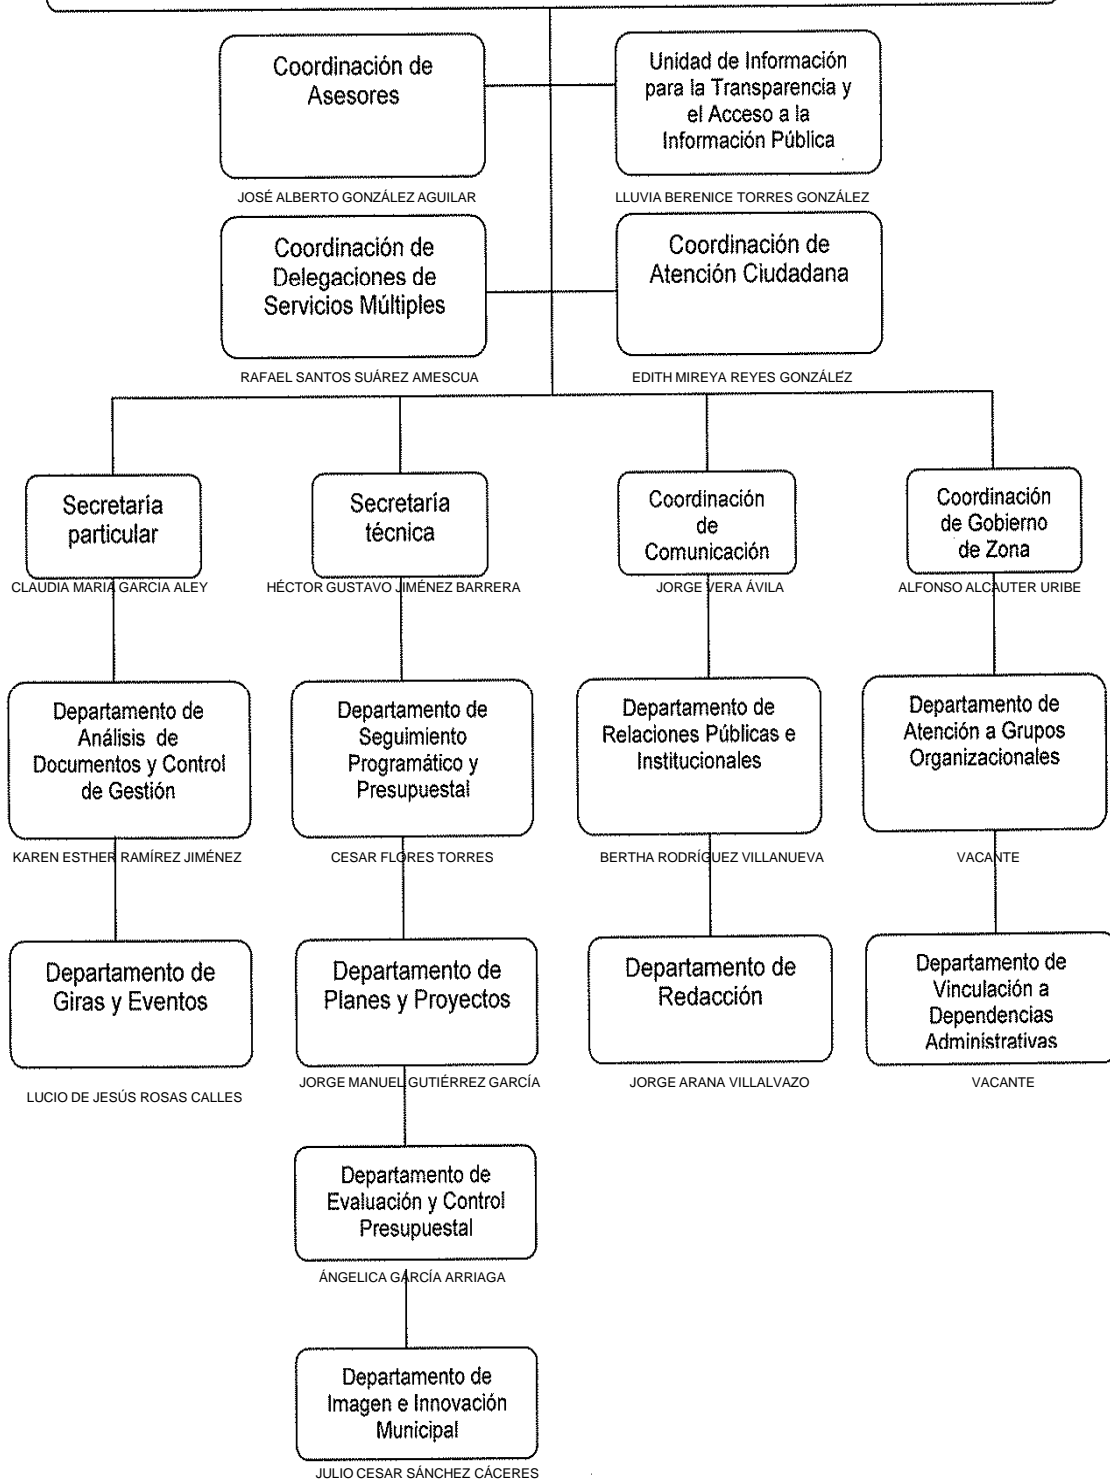 Coordinación de
Asesores
JOSÉ ALBERTO GONZÁLEZ AGUILAR
Unidad de Información
para la Transparencia y
el Acceso a la
Información Pública
LLUVIA BERENICE TORRES GONZÁLEZ
Coordinación de
Delegaciones de
Servicios Múltiples
RAFAEL SANTOS SUÁREZ AMESCUA
Coordinación de
Atención Ciudadana
EDITH MIREYA REYES GONZÁLEZ
Secretaría
particular
CLAUDIA MARIA GARCIA ALEY
Secretaría
técnica
HÉCTOR GUSTAVO JIMÉNEZ BARRERA
Coordinación
de
Comunicación
JORGE VERA ÁVILA
Coordinación
de Gobierno
de Zona
ALFONSO ALCAUTER URIBE
Departamento de
Análisis de
Documentos y Control
de Gestión
KAREN ESTHER RAMÍREZ JIMÉNEZ
Departamento de
Seguimiento
Programático y
Presupuestal
CESAR FLORES TORRES
Departamento de
Relaciones Públicas e
Institucionales
BERTHA RODRÍGUEZ VILLANUEVA
Departamento de
Atención a Grupos
Organizacionales
VACANTE
Departamento de
Giras y Eventos
LUCIO DE JESÚS ROSAS CALLES
Departamento de
Planes y Proyectos
JORGE MANUEL GUTIÉRREZ GARCÍA
Departamento de
Redacción
JORGE ARANA VILLALVAZO
Departamento de
Vinculación a
Dependencias
Administrativas
VACANTE
Departamento de
Evaluación y Control
Presupuestal
ÁNGELICA GARCÍA ARRIAGA
Departamento de
Imagen e Innovación
Municipal
JULIO CESAR SÁNCHEZ CÁCERES